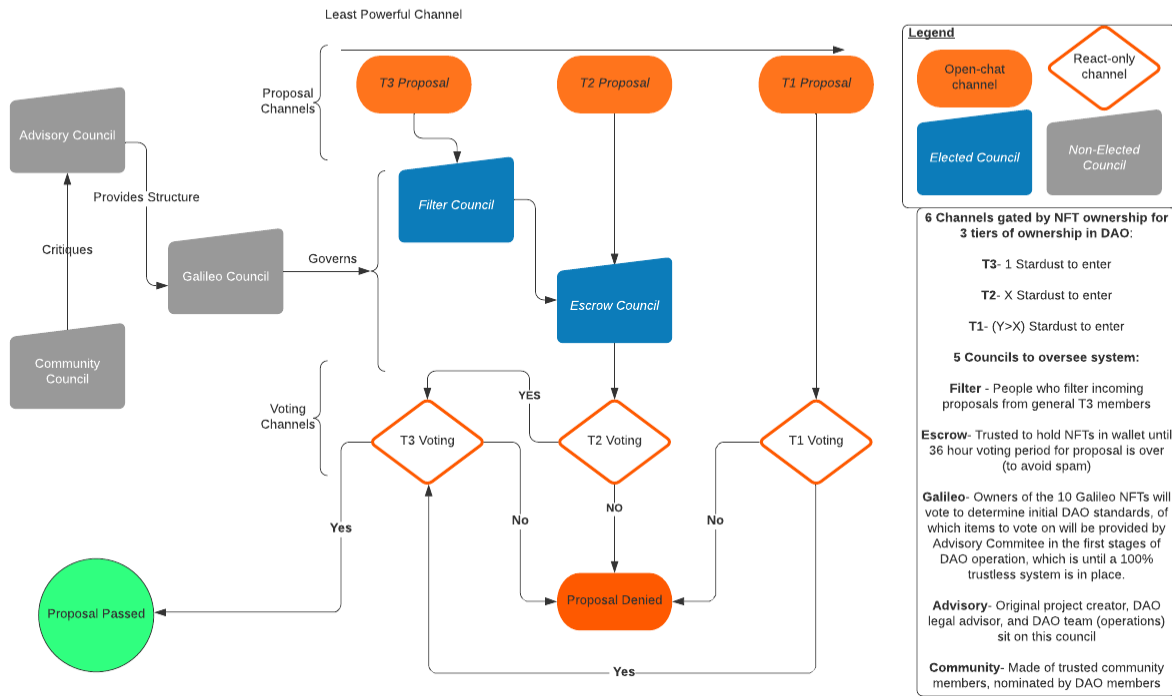 Least Powerful Channel
Proposal
Channels
T3 Proposal
T2 Proposal
T1 Proposal
Advisory Council
Provides Structure
Critiques
Galileo Council
Governs
Community
Council
Filter Council
Escrow Council
Voting
Channels
YES
T3 Voting
T2 Voting
T1 Voting
Yes
No
NO
No
Proposal Passed
Proposal Denied
Yes
Legend
Open-chat
channel
React-only
channel
Elected Council
Non-Elected
Council
6 Channels gated by NFT ownership for
3 tiers of ownership in DAO:
T3- 1 Stardust to enter
T2- X Stardust to enter
T1- (Y>X) Stardust to enter
5 Councils to oversee system:
Filter - People who filter incoming
proposals from general T3 members
Escrow- Trusted to hold NFTs in wallet until
36 hour voting period for proposal is over
(to avoid spam)
Galileo- Owners of the 10 Galileo NFTs will
vote to determine initial DAO standards, of
which items to vote on will be provided by
Advisory Commitee in the first stages of
DAO operation, which is until a 100%
trustless system is in place.
Advisory- Original project creator, DAO
legal advisor, and DAO team (operations)
sit on this council
Community- Made of trusted community
members, nominated by DAO members